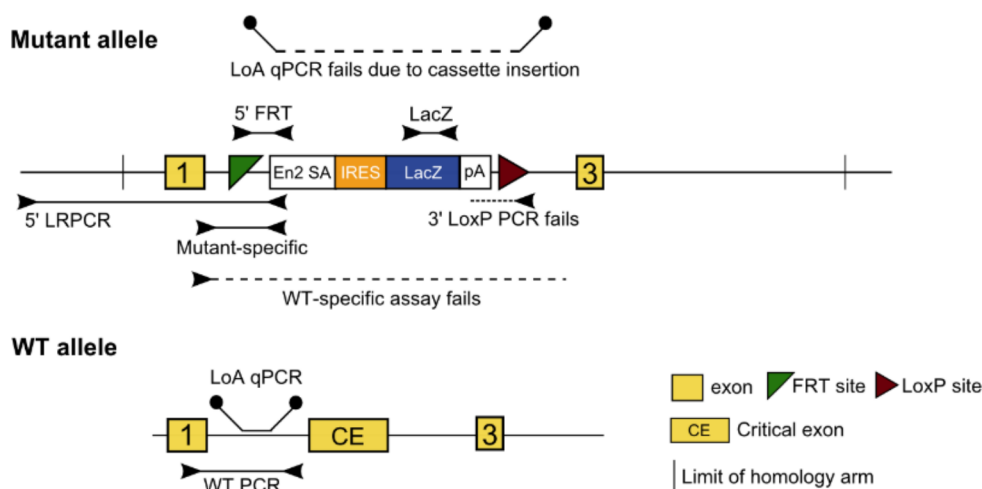 Mutant allele
LoA qPCR fails due to cassette insertion
5' FRT
LacZ
1
En2 SA
IRES
LacZ
pA
3
5' LRPCR
3' LoxP PCR fails
Mutant-specific
WT-specific assay fails
WT allele
LoA qPCR
exon
FRT site
LoxP site
1
CE
3
CE
Critical exon
WT PCR
Limit of homology arm